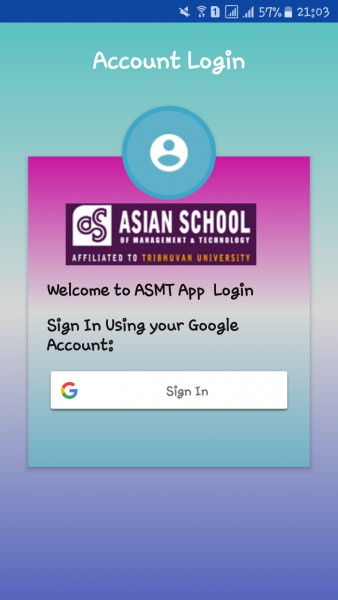 57% 21:03
Account Login
ds ASIAN SCHOOL
OF MANAGEMENT & TECHNOLOGY
AFFILIATED TO TRIBHUVAN UNIVERSITY
Welcome to ASMT App Login
Sign In Using your Google
Account:
Sign In